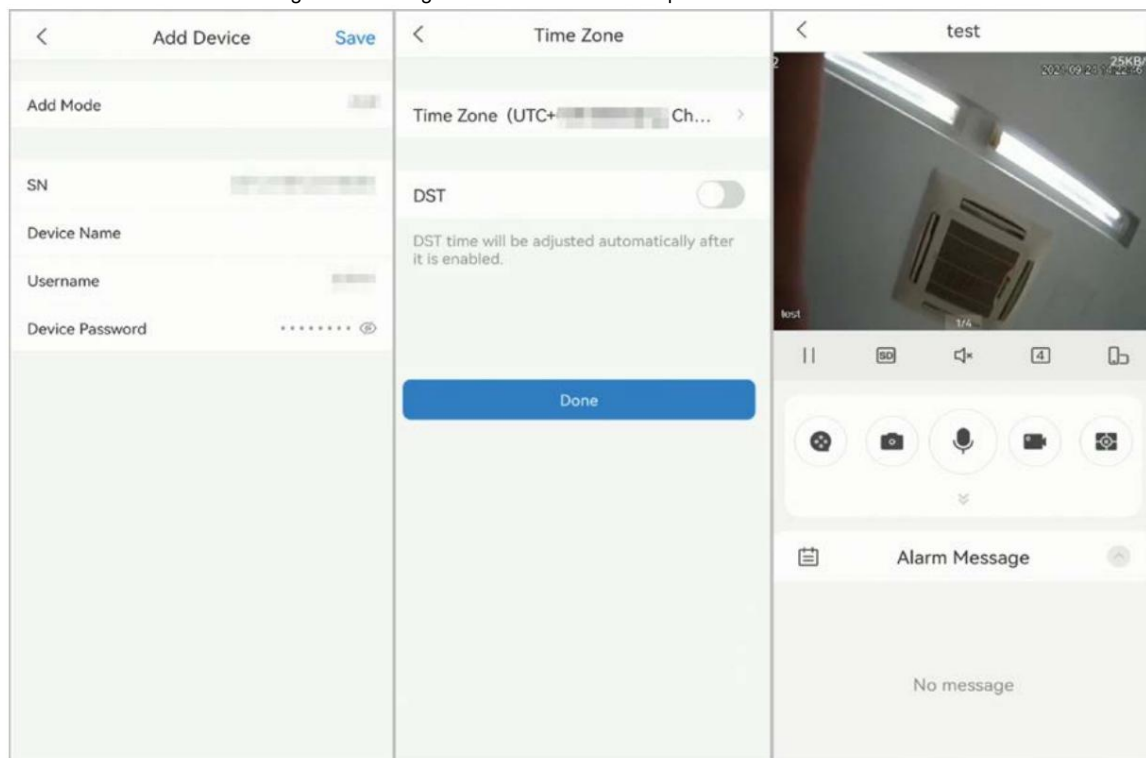 Add Device
Save
Add Mode
SN
Device Name
Username
Device Password
Time Zone
Time Zone (UTC+
Ch...
DST
DST time will be adjusted automatically after
it is enabled.
Done
test
25KB/
test
1/4
SD
4
Alarm Message
No message